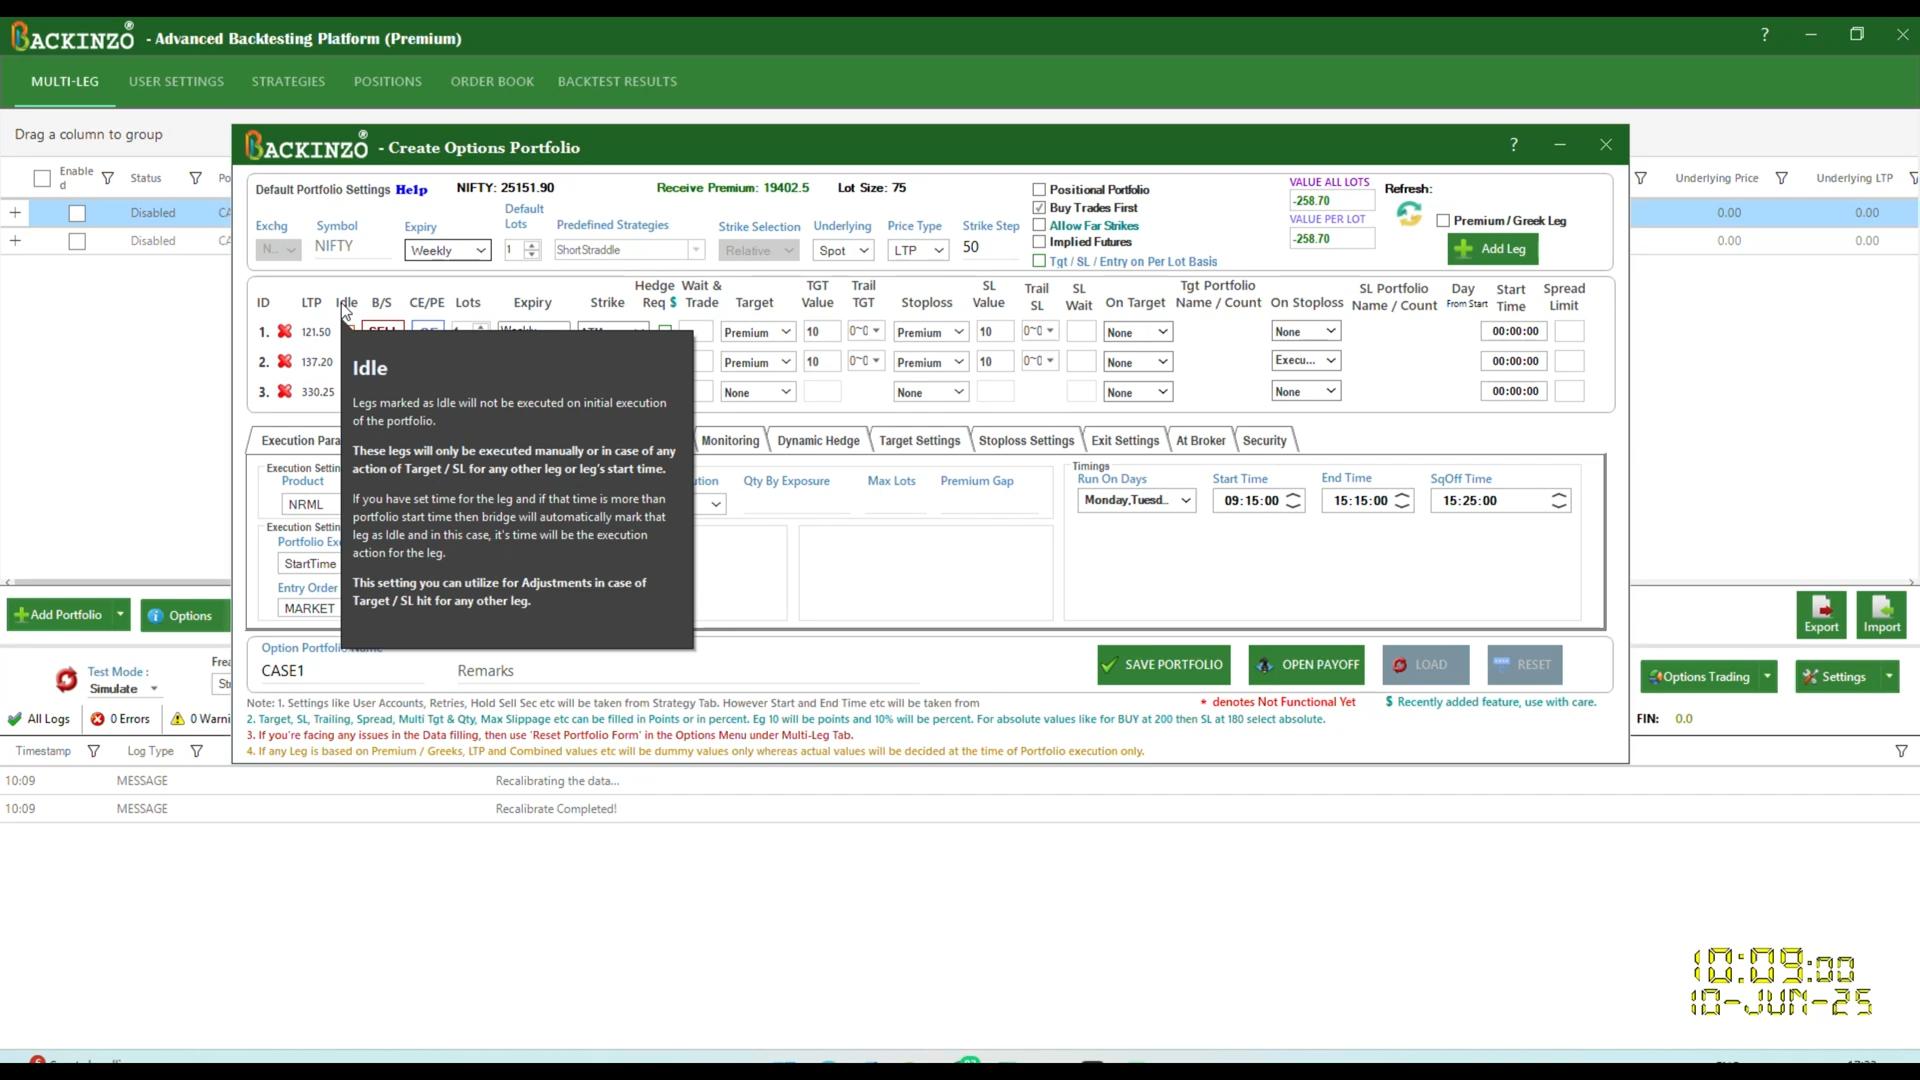 BACKINZO® - Advanced Backtesting Platform (Premium)
MULTI-LEG USER SETTINGS STRATEGIES POSITIONS ORDER BOOK BACKTEST RESULTS
Drag a column to group
BACKINZO® - Create Options Portfolio
Enabled Status
Underlying Price Underlying LTP
Disabled 0.00 0.00
Disabled 0.00 0.00
Default Portfolio Settings Help NIFTY: 25151.90 Receive Premium: 19402.5 Lot Size: 75
Positional Portfolio
Buy Trades First
Allow Far Strikes
Implied Futures
Tgt / SL / Entry on Per Lot Basis
VALUE ALL LOTS
-258.70
VALUE PER LOT
-258.70
Refresh:
Premium / Greek Leg
Add Leg
Exchg Symbol Expiry Default Lots Predefined Strategies Strike Selection Underlying Price Type Strike Step
N... NIFTY Weekly 1 ShortStraddle Relative Spot LTP 50
ID LTP Idle B/S CE/PE Lots Expiry Strike Hedge Req $ Wait & Trade Target TGT Value Trail TGT Stoploss SL Value Trail SL SL Wait On Target Tgt Portfolio Name / Count On Stoploss SL Portfolio Name / Count Day From Start Start Time Spread Limit
1. 121.50 SELL CE Weekly ATM Premium 10 0~0 Premium 10 0~0 None None 00:00:00
2. 137.20 Premium 10 0~0 Premium 10 0~0 None Execu... 00:00:00
3. 330.25 None None None None 00:00:00
Idle
Legs marked as Idle will not be executed on initial execution
of the portfolio.
These legs will only be executed manually or in case of any
action of Target / SL for any other leg or leg's start time.
If you have set time for the leg and if that time is more than
portfolio start time then bridge will automatically mark that
leg as Idle and in this case, it's time will be the execution
action for the leg.
This setting you can utilize for Adjustments in case of
Target / SL hit for any other leg.
Execution Para Monitoring Dynamic Hedge Target Settings Stoploss Settings Exit Settings At Broker Security
Execution Settin
Product
NRML
Qty By Exposure Max Lots Premium Gap
Timings
Run On Days Start Time End Time SqOff Time
Monday,Tuesd... 09:15:00 15:15:00 15:25:00
Execution Settin
Portfolio Exe
StartTime
Entry Order
MARKET
Add Portfolio Options
Export Import
Option Portfolio Name
CASE1 Remarks
SAVE PORTFOLIO OPEN PAYOFF LOAD RESET
Test Mode :
Simulate
Options Trading Settings
Note: 1. Settings like User Accounts, Retries, Hold Sell Sec etc will be taken from Strategy Tab. However Start and End Time etc will be taken from
* denotes Not Functional Yet $ Recently added feature, use with care.
2. Target, SL, Trailing, Spread, Multi Tgt & Qty, Max Slippage etc can be filled in Points or in percent. Eg 10 will be points and 10% will be percent. For absolute values like for BUY at 200 then SL at 180 select absolute.
3. If you're facing any issues in the Data filling, then use 'Reset Portfolio Form' in the Options Menu under Multi-Leg Tab.
4. If any Leg is based on Premium / Greeks, LTP and Combined values etc will be dummy values only whereas actual values will be decided at the time of Portfolio execution only.
All Logs 0 Errors 0 Warni
FIN: 0.0
Timestamp Log Type
10:09 MESSAGE Recalibrating the data...
10:09 MESSAGE Recalibrate Completed!
10:09:00
10-JUN-25